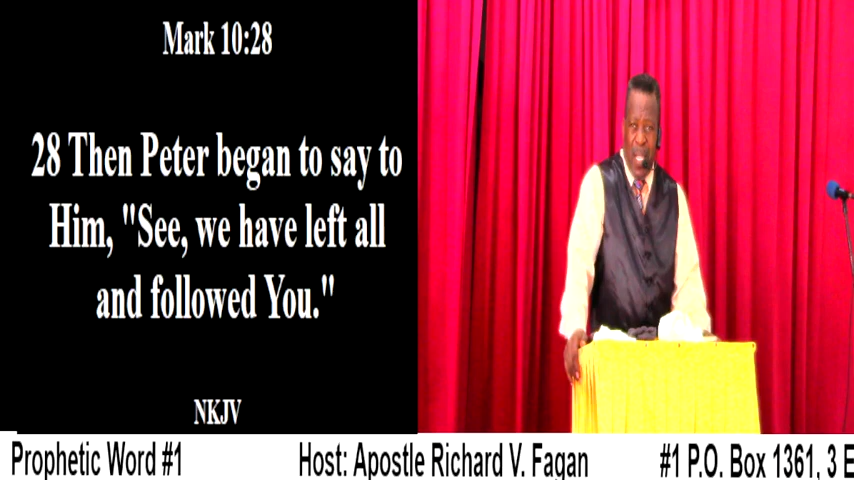 Mark 10:28
28 Then Peter began to say to
Him, "See, we have left all
and followed You."
NKJV
Prophetic Word #1 Host: Apostle Richard V. Fagan #1 P.O. Box 1361, 3 E